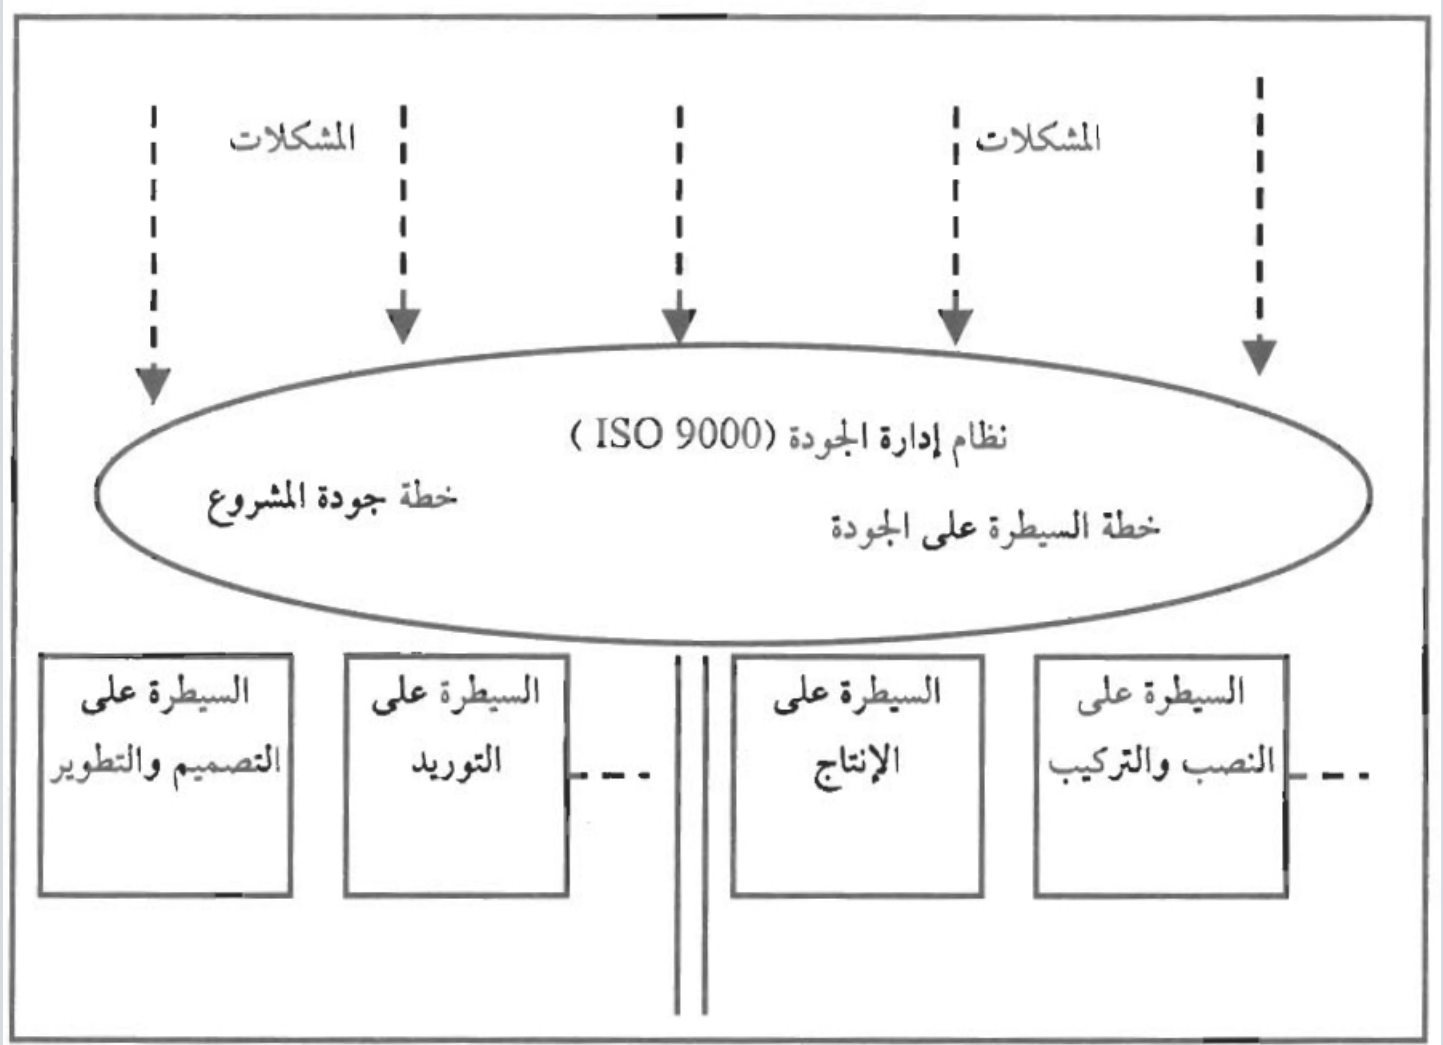 المشكلات
المشكلات
نظام إدارة الجودة (ISO 9000 )
خطة السيطرة على الجودة
خطة جودة المشروع
السيطرة على
النصب والتركيب
السيطرة على
الإنتاج
السيطرة على
التوريد
السيطرة على
التصميم والتطوير